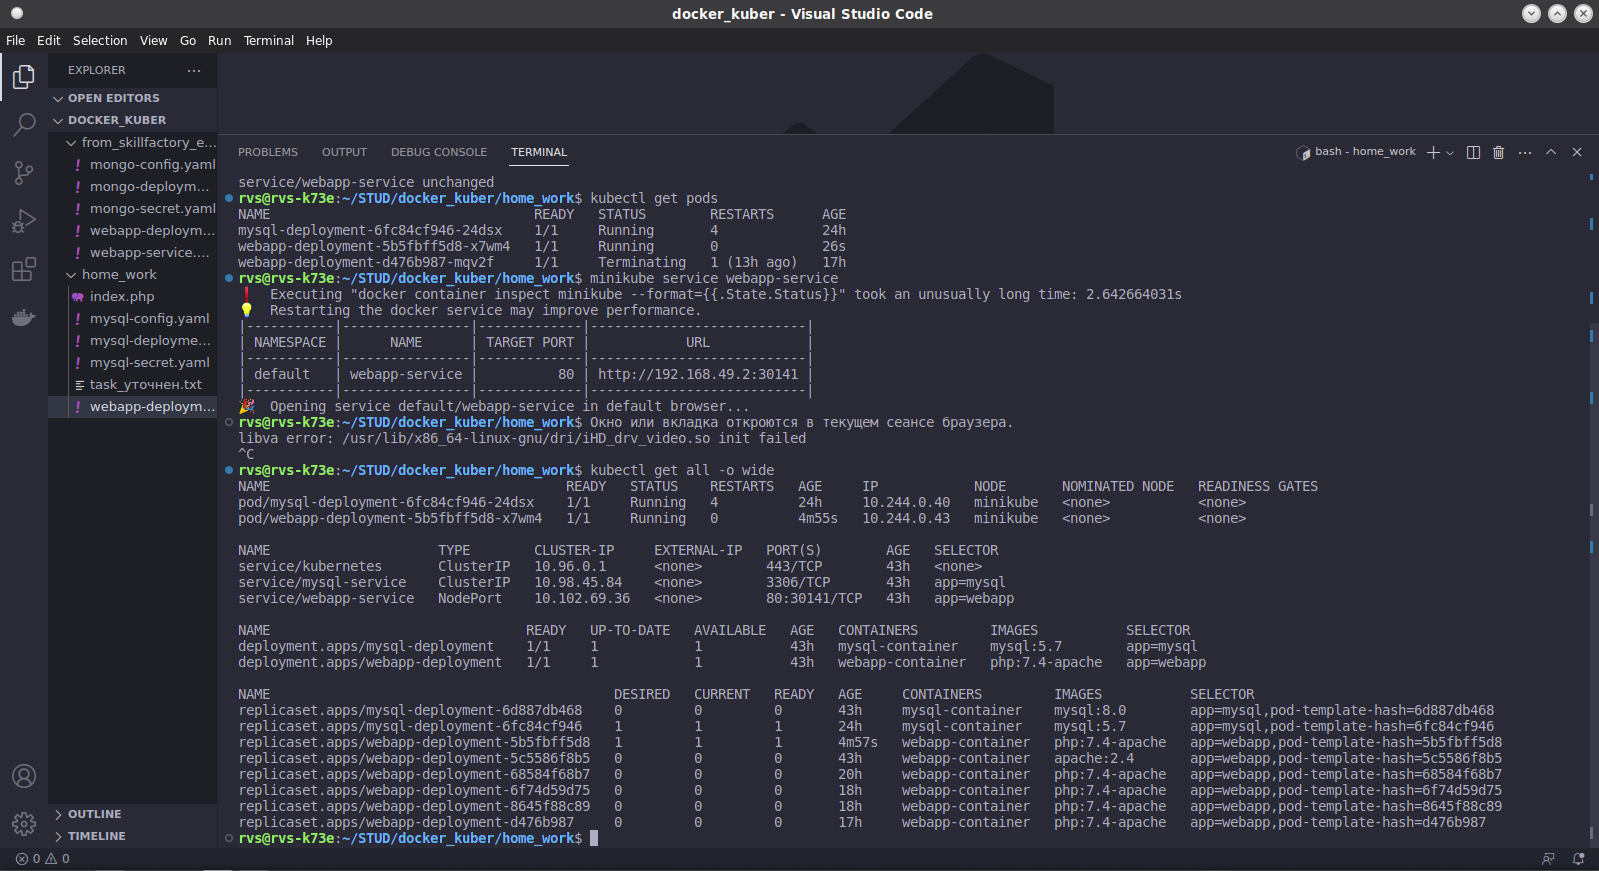 docker_kuber - Visual Studio Code
File Edit Selection View Go Run Terminal Help
EXPLORER ···
OPEN EDITORS
DOCKER_KUBER
from_skillfactory_e...
! mongo-config.yaml
! mongo-deploym...
! mongo-secret.yaml
! webapp-deploym...
! webapp-service....
home_work
index.php
! mysql-config.yaml
! mysql-deployme...
! mysql-secret.yaml
task_уточнен.txt
! webapp-deploym...
OUTLINE
TIMELINE
PROBLEMS OUTPUT DEBUG CONSOLE TERMINAL
bash - home_work
service/webapp-service unchanged
rvs@rvs-k73e:~/STUD/docker_kuber/home_work$ kubectl get pods
NAME READY STATUS RESTARTS AGE
mysql-deployment-6fc84cf946-24dsx 1/1 Running 4 24h
webapp-deployment-5b5fbff5d8-x7wm4 1/1 Running 0 26s
webapp-deployment-d476b987-mqv2f 1/1 Terminating 1 (13h ago) 17h
rvs@rvs-k73e:~/STUD/docker_kuber/home_work$ minikube service webapp-service
❗ Executing "docker container inspect minikube --format={{.State.Status}}" took an unusually long time: 2.642664031s
💡 Restarting the docker service may improve performance.
|-----------|----------------|-------------|---------------------------|
| NAMESPACE | NAME | TARGET PORT | URL |
|-----------|----------------|-------------|---------------------------|
| default | webapp-service | 80 | http://192.168.49.2:30141 |
|-----------|----------------|-------------|---------------------------|
🎉 Opening service default/webapp-service in default browser...
rvs@rvs-k73e:~/STUD/docker_kuber/home_work$ Окно или вкладка откроются в текущем сеансе браузера.
libva error: /usr/lib/x86_64-linux-gnu/dri/iHD_drv_video.so init failed
^C
rvs@rvs-k73e:~/STUD/docker_kuber/home_work$ kubectl get all -o wide
NAME READY STATUS RESTARTS AGE IP NODE NOMINATED NODE READINESS GATES
pod/mysql-deployment-6fc84cf946-24dsx 1/1 Running 4 24h 10.244.0.40 minikube <none> <none>
pod/webapp-deployment-5b5fbff5d8-x7wm4 1/1 Running 0 4m55s 10.244.0.43 minikube <none> <none>
NAME TYPE CLUSTER-IP EXTERNAL-IP PORT(S) AGE SELECTOR
service/kubernetes ClusterIP 10.96.0.1 <none> 443/TCP 43h <none>
service/mysql-service ClusterIP 10.98.45.84 <none> 3306/TCP 43h app=mysql
service/webapp-service NodePort 10.102.69.36 <none> 80:30141/TCP 43h app=webapp
NAME READY UP-TO-DATE AVAILABLE AGE CONTAINERS IMAGES SELECTOR
deployment.apps/mysql-deployment 1/1 1 1 43h mysql-container mysql:5.7 app=mysql
deployment.apps/webapp-deployment 1/1 1 1 43h webapp-container php:7.4-apache app=webapp
NAME DESIRED CURRENT READY AGE CONTAINERS IMAGES SELECTOR
replicaset.apps/mysql-deployment-6d887db468 0 0 0 43h mysql-container mysql:8.0 app=mysql,pod-template-hash=6d887db468
replicaset.apps/mysql-deployment-6fc84cf946 1 1 1 24h mysql-container mysql:5.7 app=mysql,pod-template-hash=6fc84cf946
replicaset.apps/webapp-deployment-5b5fbff5d8 1 1 1 4m57s webapp-container php:7.4-apache app=webapp,pod-template-hash=5b5fbff5d8
replicaset.apps/webapp-deployment-5c5586f8b5 0 0 0 43h webapp-container apache:2.4 app=webapp,pod-template-hash=5c5586f8b5
replicaset.apps/webapp-deployment-68584f68b7 0 0 0 20h webapp-container php:7.4-apache app=webapp,pod-template-hash=68584f68b7
replicaset.apps/webapp-deployment-6f74d59d75 0 0 0 18h webapp-container php:7.4-apache app=webapp,pod-template-hash=6f74d59d75
replicaset.apps/webapp-deployment-8645f88c89 0 0 0 18h webapp-container php:7.4-apache app=webapp,pod-template-hash=8645f88c89
replicaset.apps/webapp-deployment-d476b987 0 0 0 17h webapp-container php:7.4-apache app=webapp,pod-template-hash=d476b987
rvs@rvs-k73e:~/STUD/docker_kuber/home_work$
0 0